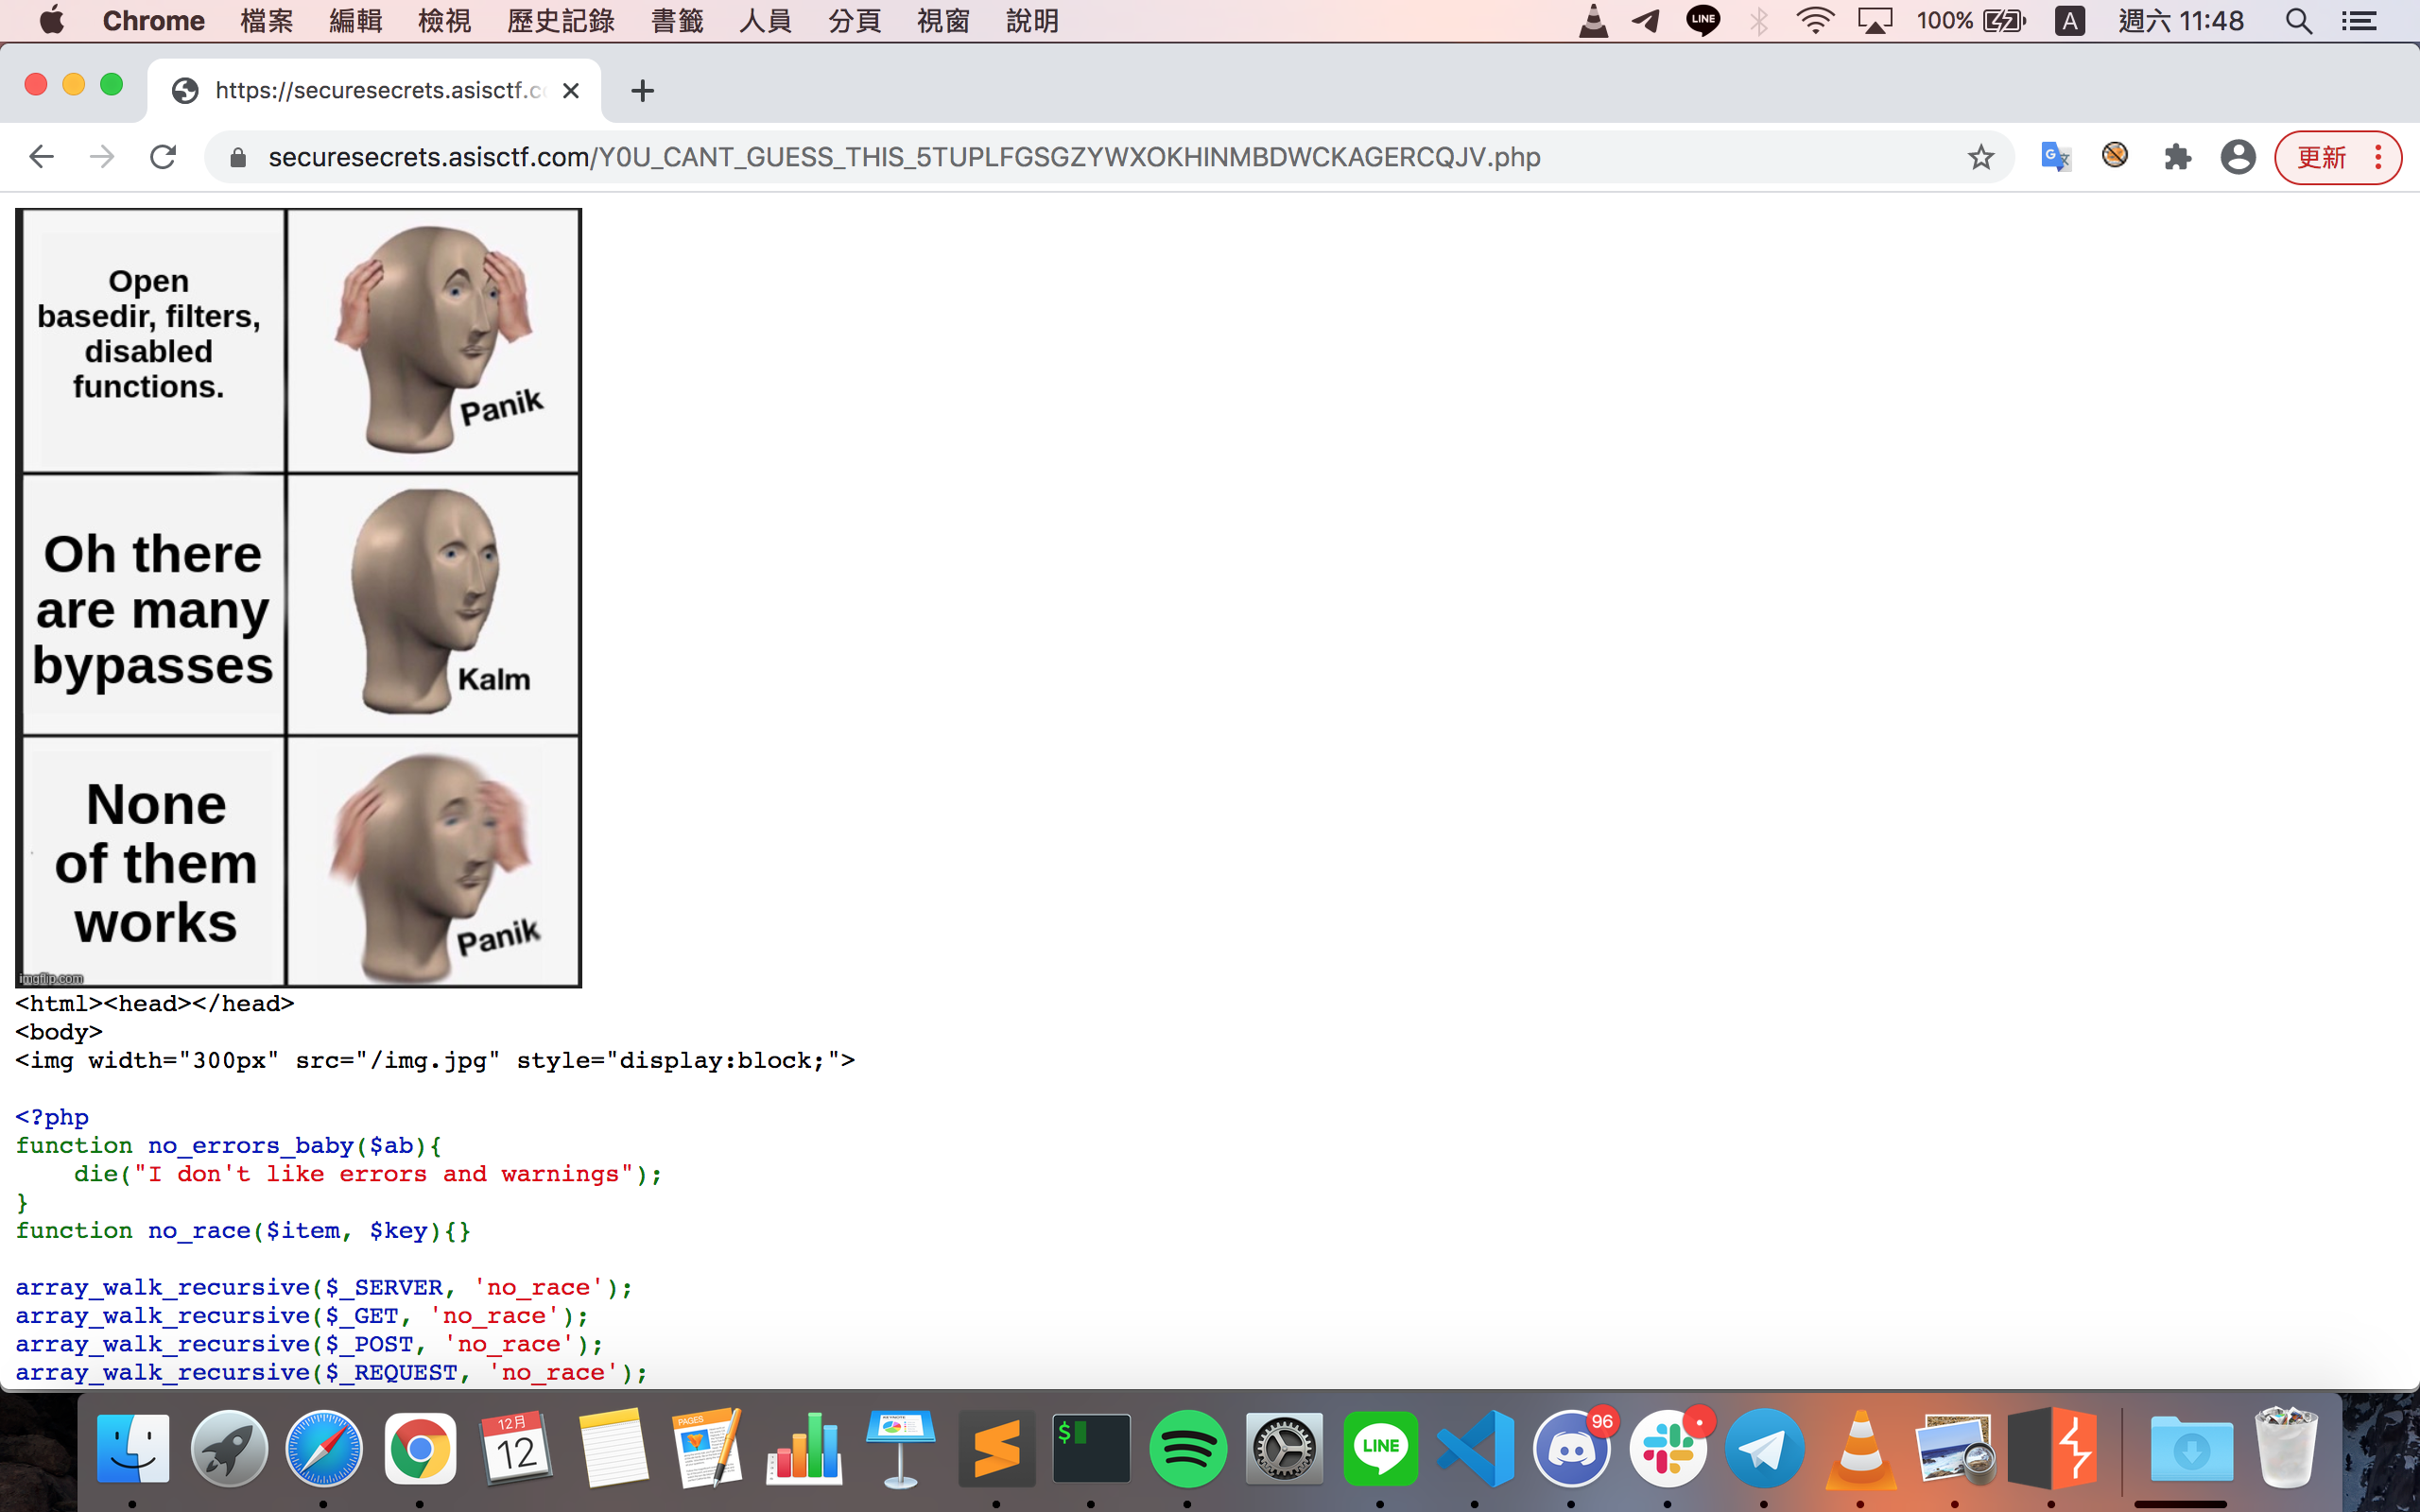 Chrome 檔案 編輯 檢視 歷史記錄 書籤 人員 分頁 視窗 說明 LINE 100% A 週六 11:48
https://securesecrets.asisctf.c
securesecrets.asisctf.com/Y0U_CANT_GUESS_THIS_5TUPLFGSGZYWXOKHINMBDWCKAGERCQJV.php
更新
Open
basedir, filters,
disabled
functions.
Panik
Oh there
are many
bypasses
Kalm
None
of them
works
Panik
imgflip.com
<html><head></head>
<body>
<img width="300px" src="/img.jpg" style="display:block;">
<?php
function no_errors_baby($ab){
    die("I don't like errors and warnings");
}
function no_race($item, $key){}
array_walk_recursive($_SERVER, 'no_race');
array_walk_recursive($_GET, 'no_race');
array_walk_recursive($_POST, 'no_race');
array_walk_recursive($_REQUEST, 'no_race');
12月
12
PAGES
$
LINE
96